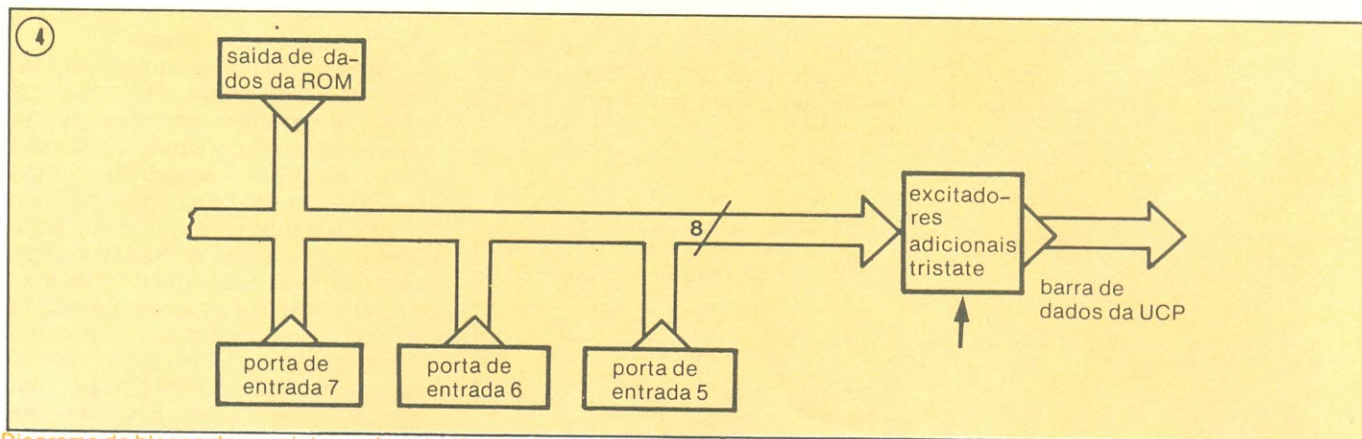 4
saida de da-
dos da ROM
8
excitado-
res
adicionais
tristate
barra de
dados da UCP
porta de
entrada 7
porta de
entrada 6
porta de
entrada 5